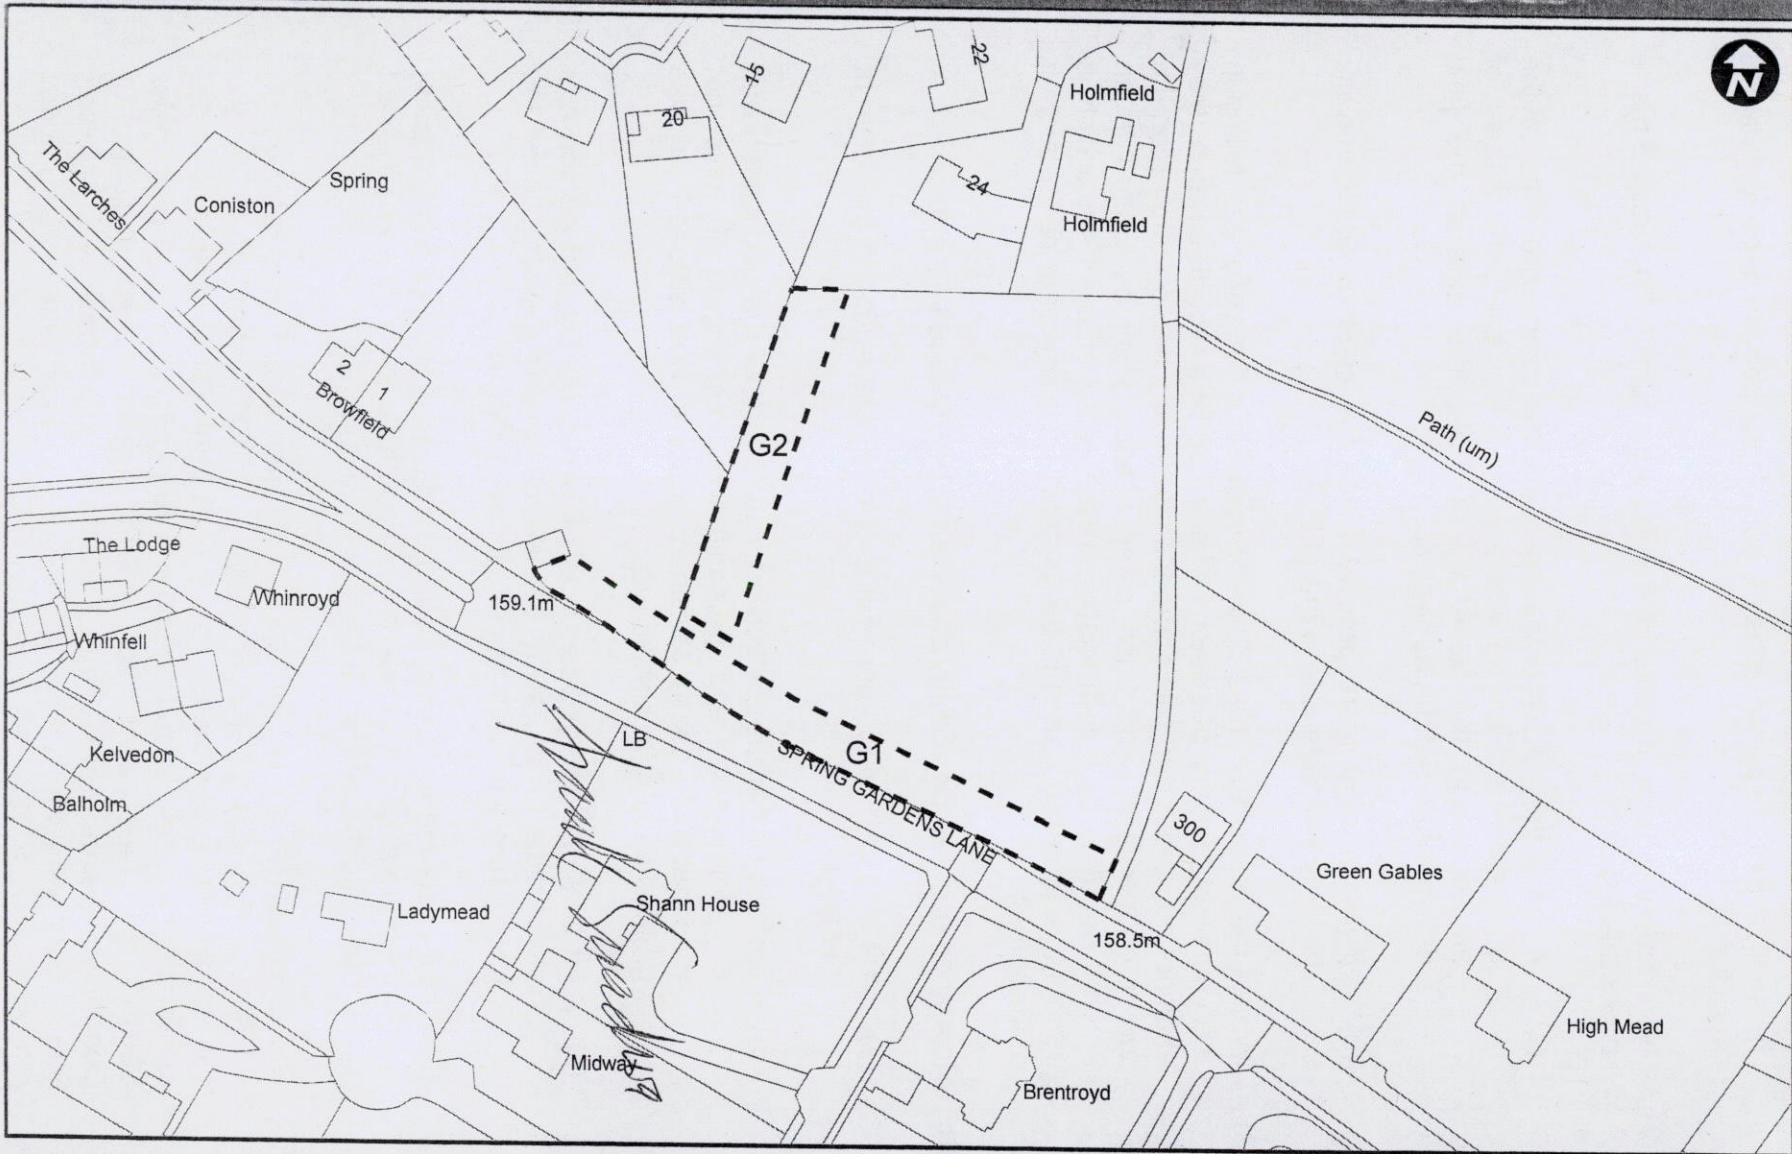 N
22
Holmfield
15
20
The Larches
Spring
24
Coniston
Holmfield
2
1
Browfield
G2
Path (um)
The Lodge
Whinroyd
159.1m
Whinfell
LB
Kelvedon
G1
SPRING GARDENS LANE
Balholm
300
Green Gables
Ladymead
Shann House
158.5m
High Mead
Midway
Brentroyd